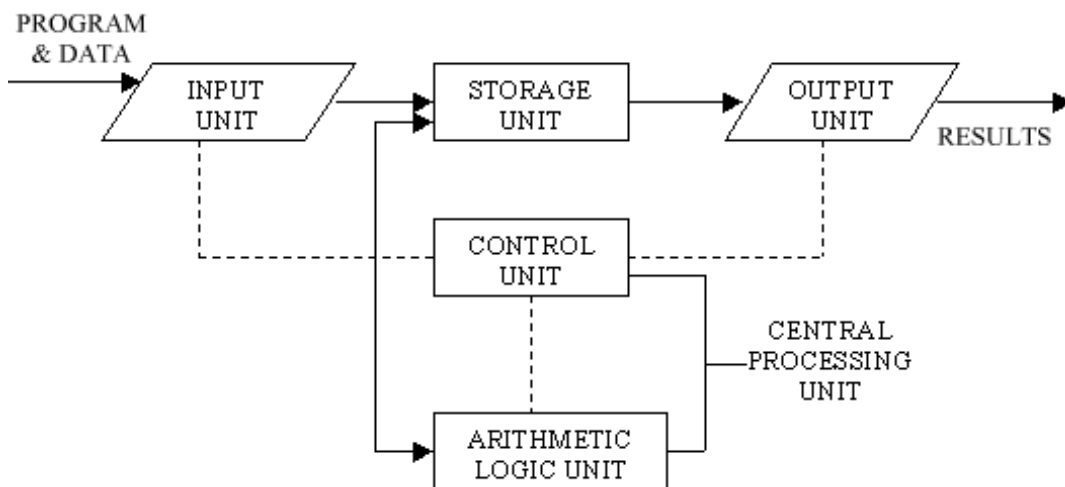 PROGRAM
& DATA
INPUT
UNIT
STORAGE
UNIT
OUTPUT
UNIT
RESULTS
CONTROL
UNIT
CENTRAL
PROCESSING
UNIT
ARITHMETIC
LOGIC UNIT